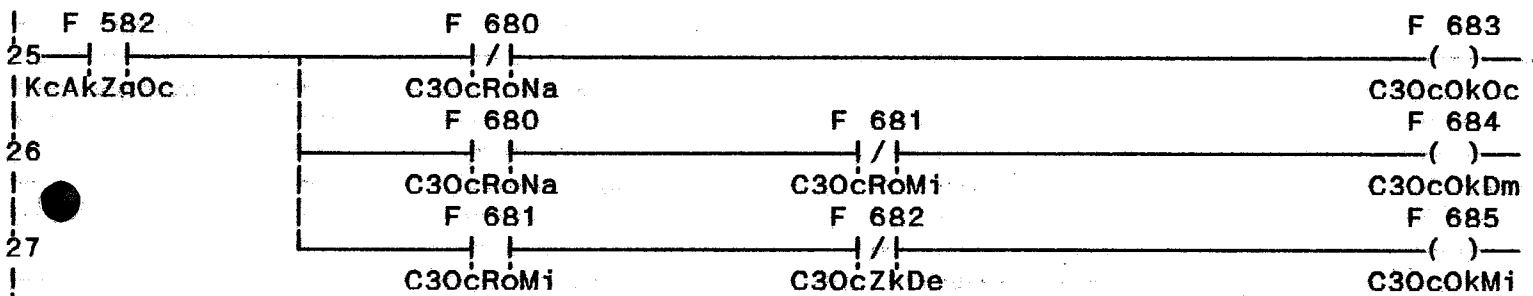 F 582 F 680 F 683
25
KcAkZqOc C3OcRoNa C3OcOkOc
F 680 F 681 F 684
26
C3OcRoNa C3OcRoMi C3OcOkDm
F 681 F 682 F 685
27
C3OcRoMi C3OcZkDe C3OcOkMi